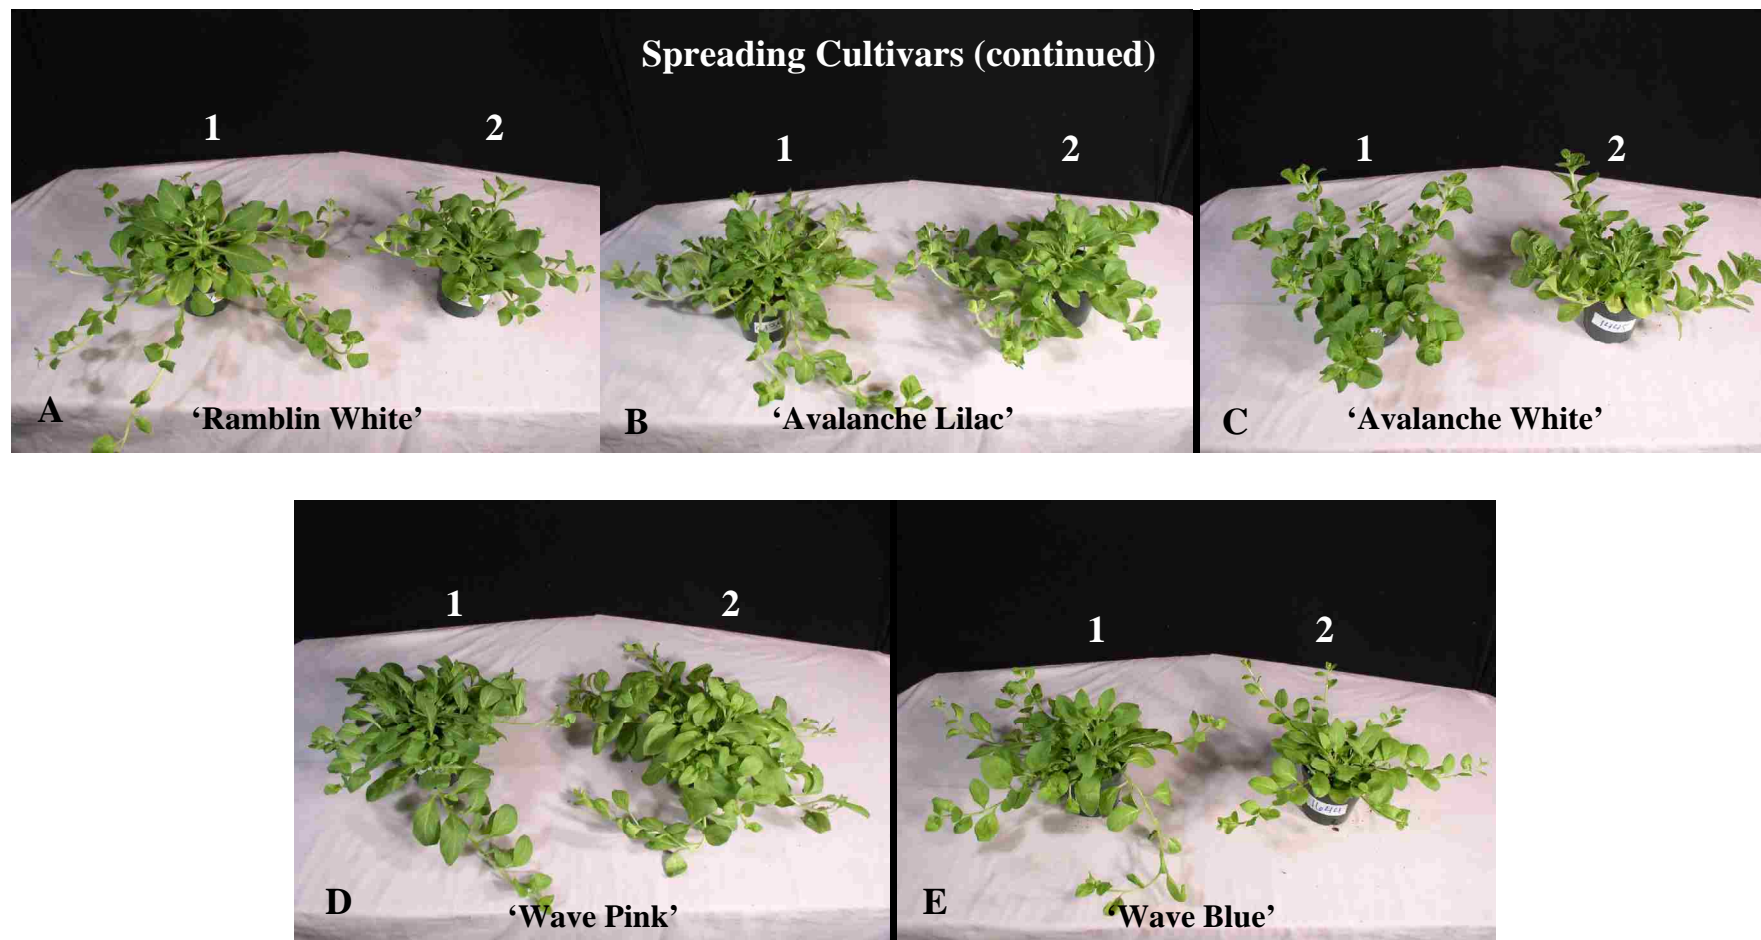 Spreading Cultivars (continued)
1
2
1
2
1
2
A
‘Ramblin White’
B
‘Avalanche Lilac’
C
‘Avalanche White’
1
2
1
2
D
‘Wave Pink’
E
‘Wave Blue’